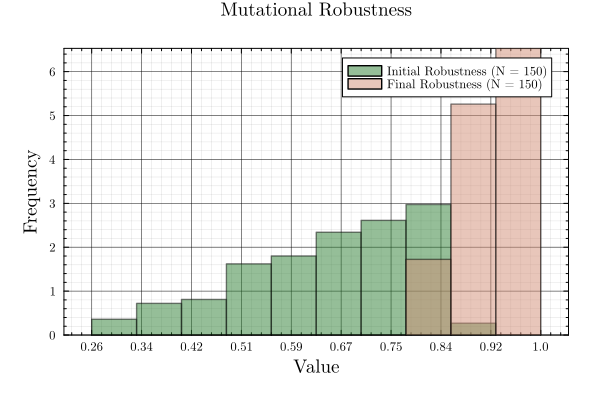 Mutational Robustness
Initial Robustness (N = 150)
Final Robustness (N = 150)
Frequency
6
5
4
3
2
1
0
0.26 0.34 0.42 0.51 0.59 0.67 0.75 0.84 0.92 1.0
Value